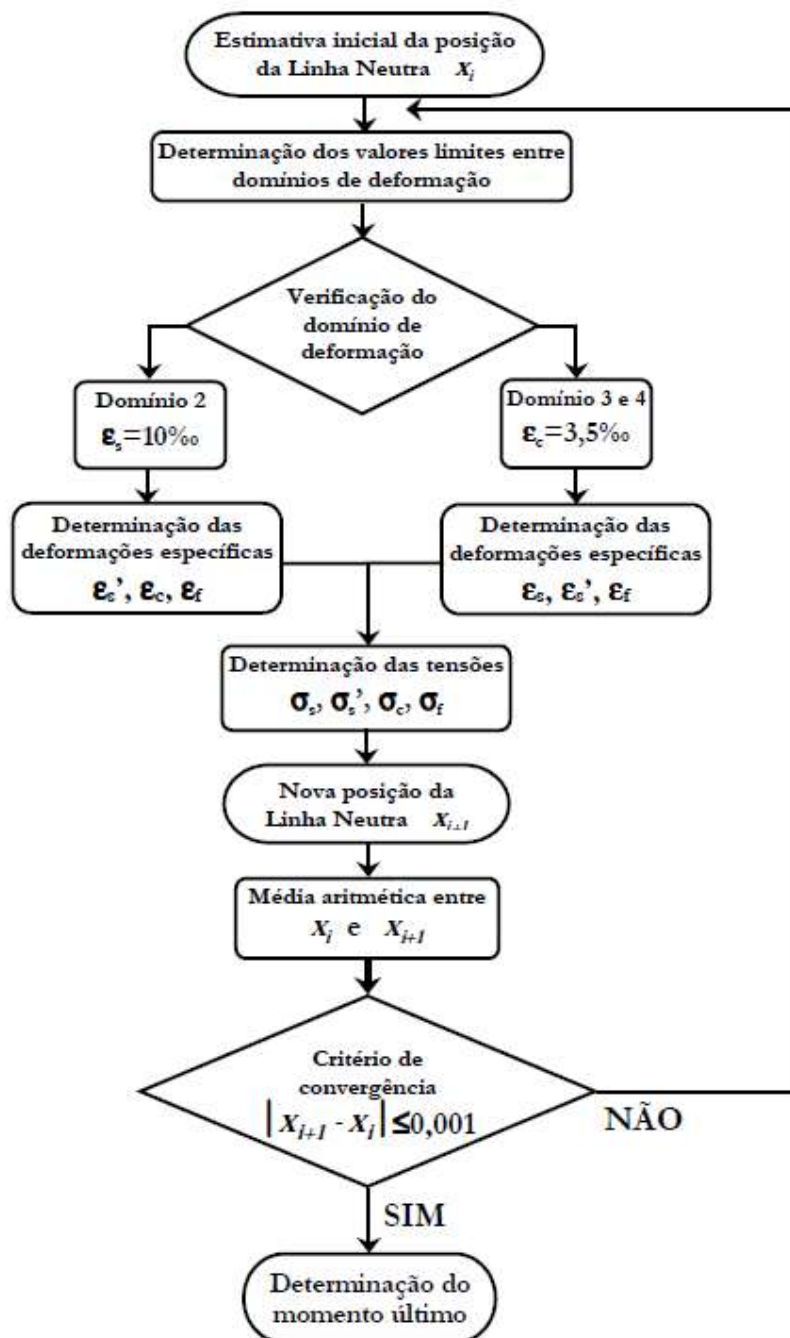 Estimativa inicial da posição
da Linha Neutra Xi
Determinação dos valores limites entre
domínios de deformação
Verificação do
domínio de
deformação
Domínio 2
εs=10‰
Domínio 3 e 4
εc=3,5‰
Determinação das
deformações específicas
εs’, εc, εf
Determinação das
deformações específicas
εs, εs’, εf
Determinação das tensões
σs, σs’, σc, σf
Nova posição da
Linha Neutra Xi+1
Média aritmética entre
Xi e Xi+1
Critério de
convergência
|Xi+1 - Xi| ≤0,001
NÃO
SIM
Determinação do
momento último